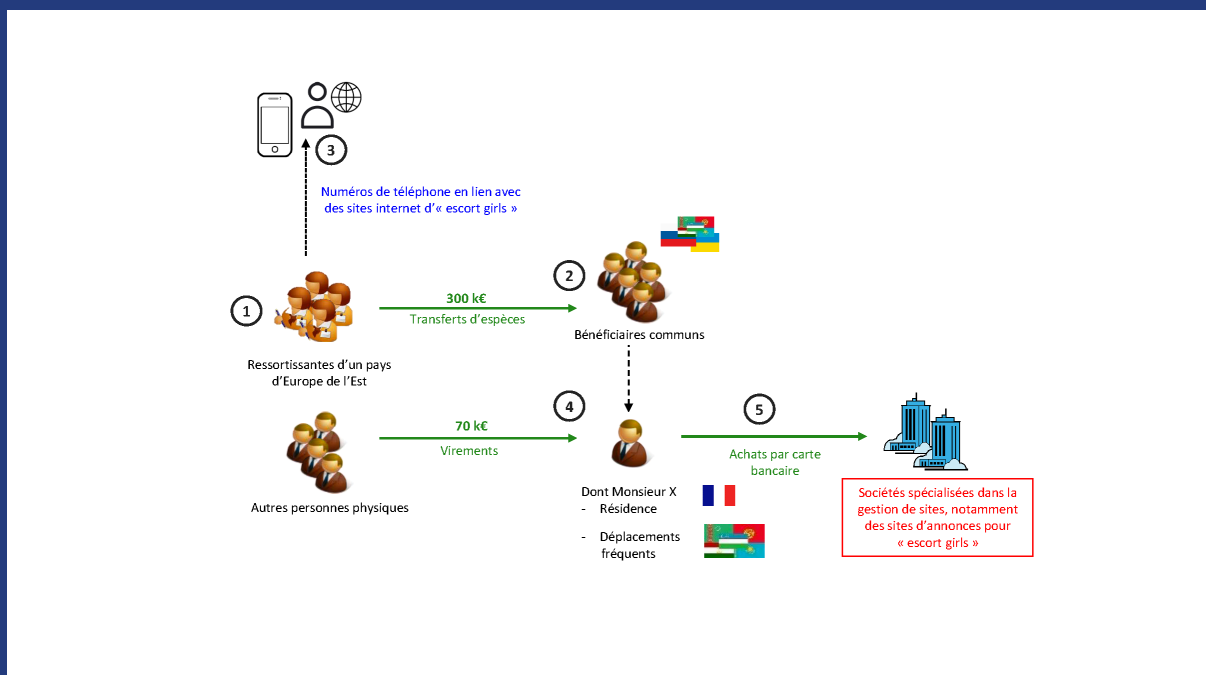 3
Numéros de téléphone en lien avec
des sites internet d’« escort girls »
2
1
300 k€
Transferts d’espèces
Bénéficiaires communs
Ressortissantes d’un pays
d’Europe de l’Est
4
5
70 k€
Virements
Achats par carte
bancaire
Autres personnes physiques
Dont Monsieur X
- Résidence
- Déplacements
fréquents
Sociétés spécialisées dans la
gestion de sites, notamment
des sites d’annonces pour
« escort girls »